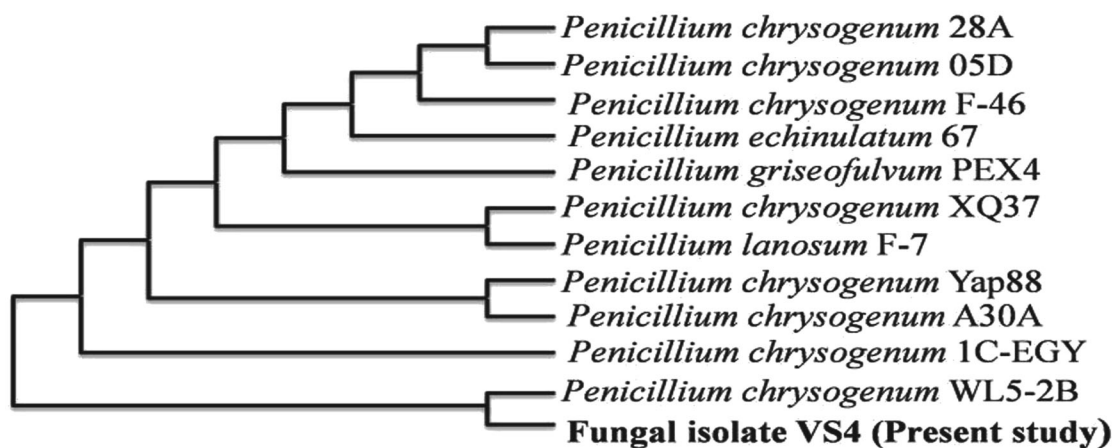 Penicillium chrysogenum 28A
Penicillium chrysogenum 05D
Penicillium chrysogenum F-46
Penicillium echinulatum 67
Penicillium griseofulvum PEX4
Penicillium chrysogenum XQ37
Penicillium lanosum F-7
Penicillium chrysogenum Yap88
Penicillium chrysogenum A30A
Penicillium chrysogenum 1C-EGY
Penicillium chrysogenum WL5-2B
Fungal isolate VS4 (Present study)